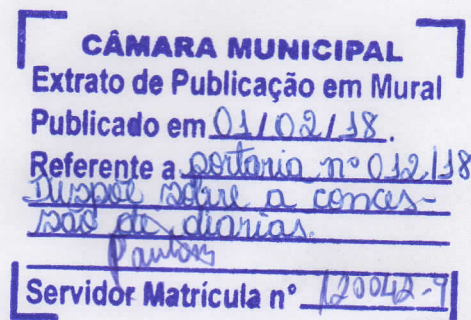 CÂMARA MUNICIPAL
Extrato de Publicação em Mural
Publicado em 01/02/18.
Referente a portaria nº 012/18
Dispõe sobre a conces-
são de diarias.
Servidor Matrícula nº 120042-9